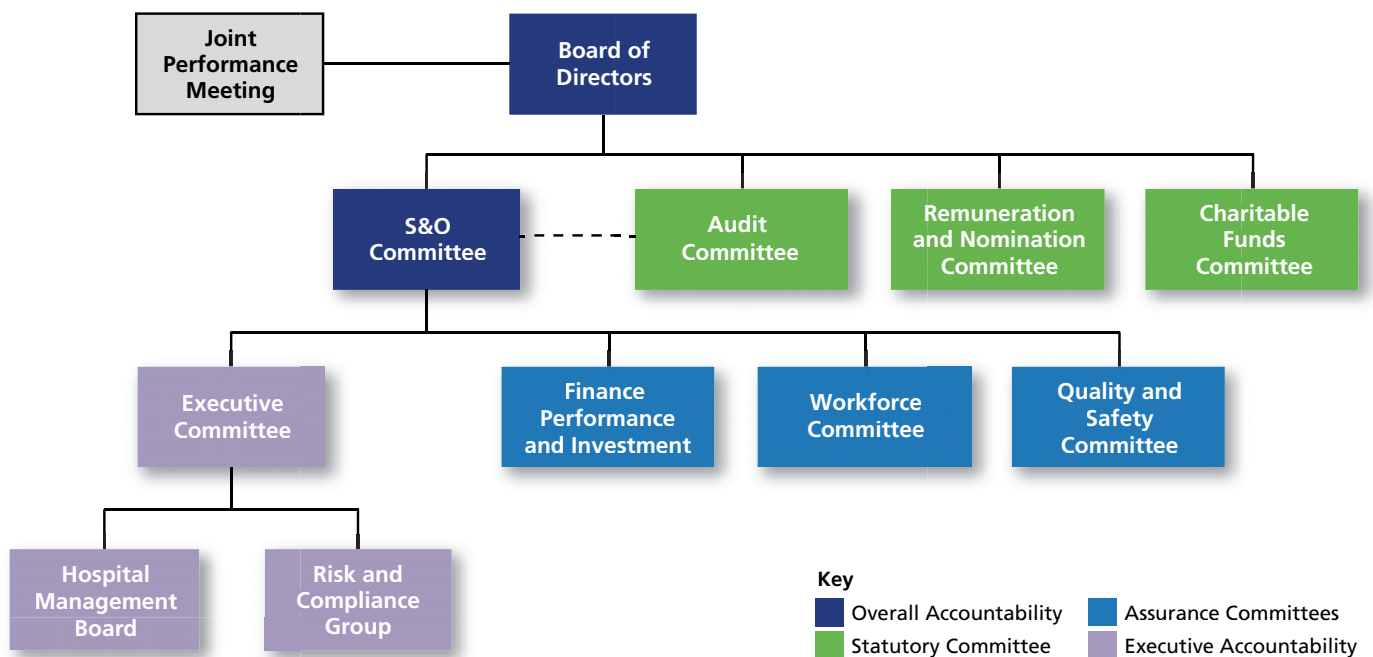 Joint
Performance
Meeting
Board of
Directors
S&O
Committee
Audit
Committee
Remuneration
and Nomination
Committee
Charitable
Funds
Committee
Executive
Committee
Finance
Performance
and Investment
Workforce
Committee
Quality and
Safety
Committee
Hospital
Management
Board
Risk and
Compliance
Group
Key
Overall Accountability
Assurance Committees
Statutory Committee
Executive Accountability